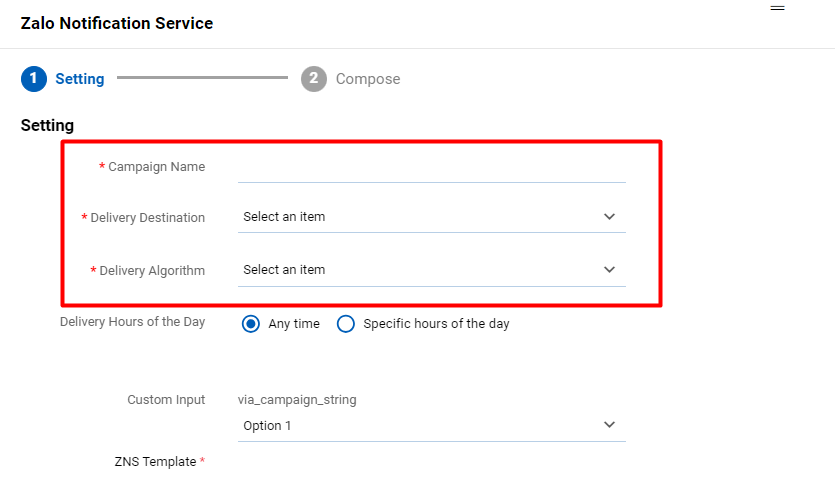 Zalo Notification Service
1 Setting 2 Compose
Setting
* Campaign Name
* Delivery Destination Select an item
* Delivery Algorithm Select an item
Delivery Hours of the Day Any time Specific hours of the day
Custom Input via_campaign_string
Option 1
ZNS Template *